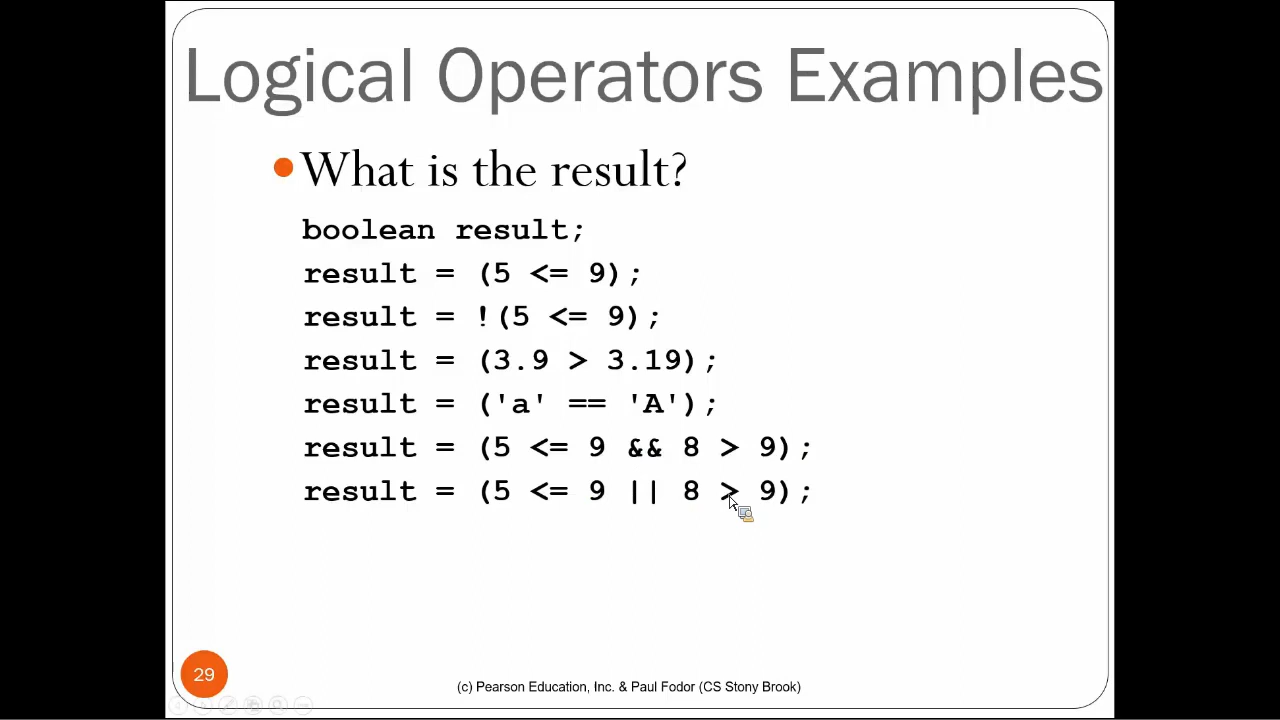 Logical Operators Examples
What is the result?
boolean result;
result = (5 <= 9);
result = !(5 <= 9);
result = (3.9 > 3.19);
result = ('a' == 'A');
result = (5 <= 9 && 8 > 9);
result = (5 <= 9 || 8 > 9);
29
(c) Pearson Education, Inc. & Paul Fodor (CS Stony Brook)